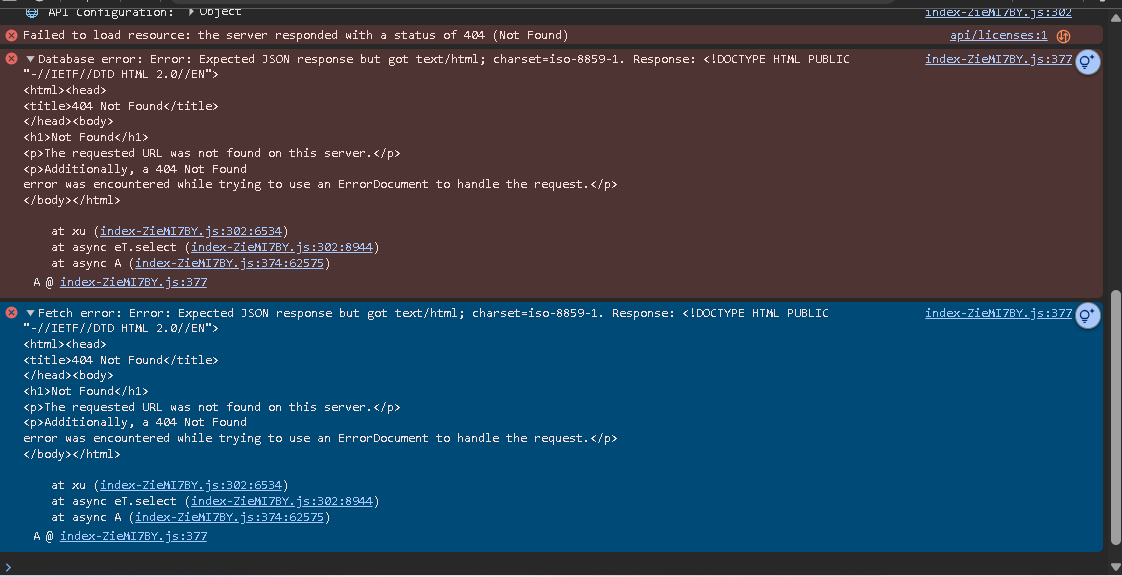 API Configuration: ▶ Object index-ZieMI7BY.js:302
Failed to load resource: the server responded with a status of 404 (Not Found) api/licenses:1
▼Database error: Error: Expected JSON response but got text/html; charset=iso-8859-1. Response: <!DOCTYPE HTML PUBLIC index-ZieMI7BY.js:377
"-//IETF//DTD HTML 2.0//EN">
<html><head>
<title>404 Not Found</title>
</head><body>
<h1>Not Found</h1>
<p>The requested URL was not found on this server.</p>
<p>Additionally, a 404 Not Found
error was encountered while trying to use an ErrorDocument to handle the request.</p>
</body></html>
at xu (index-ZieMI7BY.js:302:6534)
at async eT.select (index-ZieMI7BY.js:302:8944)
at async A (index-ZieMI7BY.js:374:62575)
A @ index-ZieMI7BY.js:377
▼Fetch error: Error: Expected JSON response but got text/html; charset=iso-8859-1. Response: <!DOCTYPE HTML PUBLIC index-ZieMI7BY.js:377
"-//IETF//DTD HTML 2.0//EN">
<html><head>
<title>404 Not Found</title>
</head><body>
<h1>Not Found</h1>
<p>The requested URL was not found on this server.</p>
<p>Additionally, a 404 Not Found
error was encountered while trying to use an ErrorDocument to handle the request.</p>
</body></html>
at xu (index-ZieMI7BY.js:302:6534)
at async eT.select (index-ZieMI7BY.js:302:8944)
at async A (index-ZieMI7BY.js:374:62575)
A @ index-ZieMI7BY.js:377